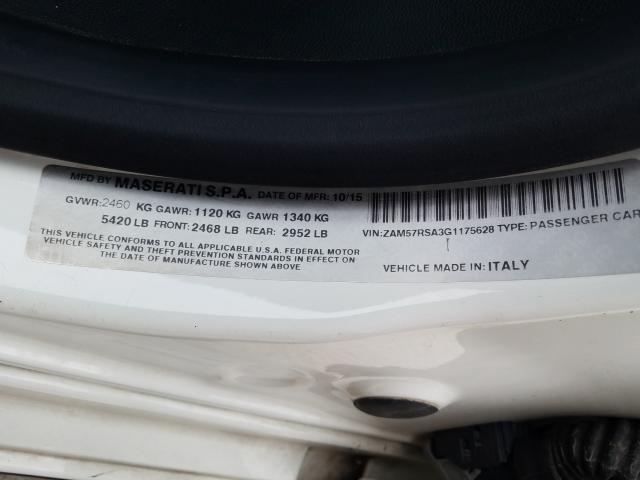 MFD BY MASERATI S.P.A. DATE OF MFR: 10/15
GVWR:2460 KG GAWR: 1120 KG GAWR 1340 KG
5420 LB FRONT: 2468 LB REAR: 2952 LB
THIS VEHICLE CONFORMS TO ALL APPLICABLE U.S.A. FEDERAL MOTOR
VEHICLE SAFETY AND THEFT PREVENTION STANDARDS IN EFFECT ON
THE DATE OF MANUFACTURE SHOWN ABOVE
VIN:ZAM57RSA3G1175628 TYPE: PASSENGER CAR
VEHICLE MADE IN: ITALY